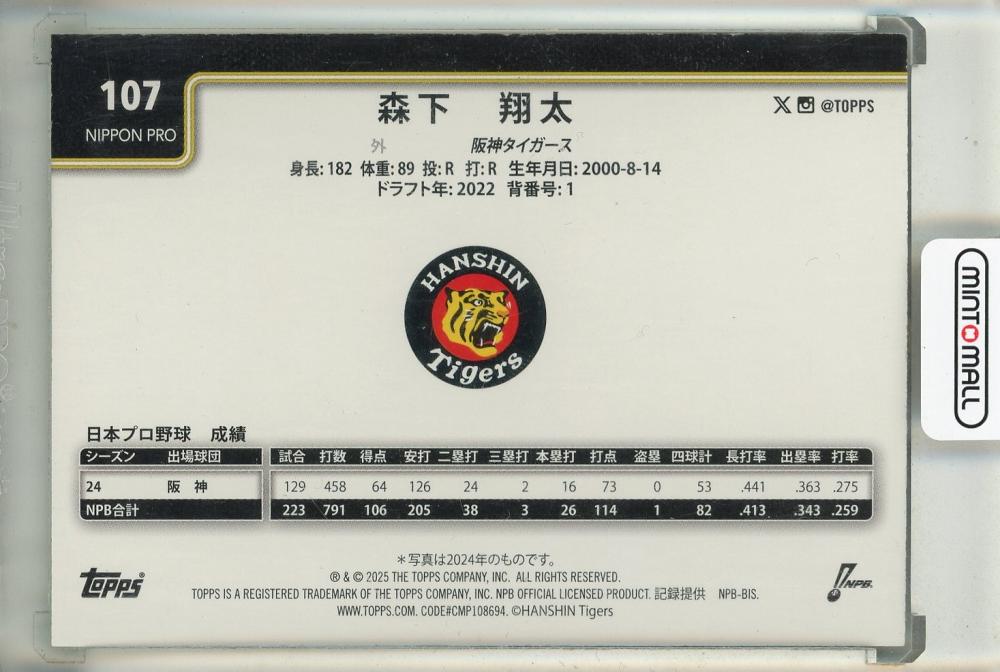 107
NIPPON PRO
森下 翔太
@TOPPS
外 阪神タイガース
身長: 182 体重: 89 投: R 打: R 生年月日: 2000-8-14
ドラフト年: 2022 背番号: 1
HANSHIN
Tigers
MINT MALL
日本プロ野球 成績
シーズン 出場球団 試合 打数 得点 安打 二塁打 三塁打 本塁打 打点 盗塁 四球計 長打率 出塁率 打率
24 阪 神 129 458 64 126 24 2 16 73 0 53 .441 .363 .275
NPB合計 223 791 106 205 38 3 26 114 1 82 .413 .343 .259
＊写真は2024年のものです。
® & © 2025 THE TOPPS COMPANY, INC. ALL RIGHTS RESERVED.
TOPPS IS A REGISTERED TRADEMARK OF THE TOPPS COMPANY, INC. NPB OFFICIAL LICENSED PRODUCT. 記録提供 NPB-BIS.
WWW.TOPPS.COM. CODE#CMP108694. ©HANSHIN Tigers
topps®
NPB.